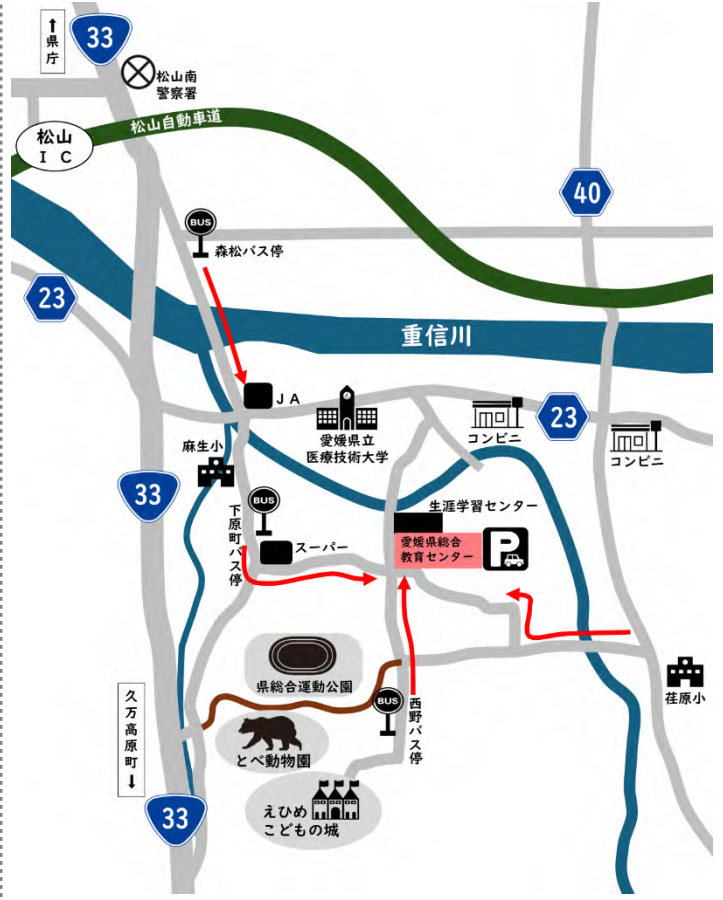 ↑県庁
33
松山南
警察署
松山自動車道
松山
IC
40
BUS
森松バス停
23
重信川
JA
愛媛県立
医療技術大学
コンビニ
23
コンビニ
麻生小
33
BUS
下原町バス停
スーパー
生涯学習センター
愛媛県総合
教育センター
P
県総合運動公園
荏原小
BUS
西野バス停
久万高原町↓
とべ動物園
えひめ
こどもの城
33